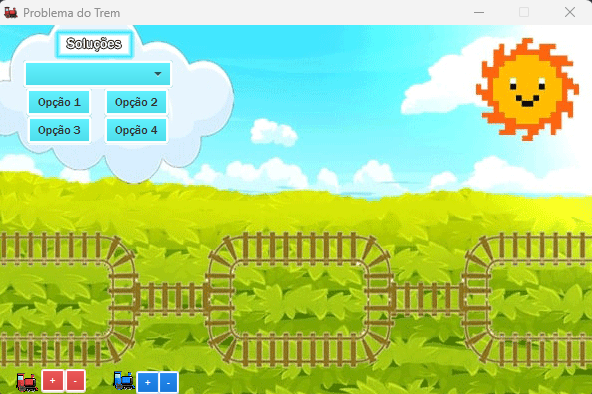 Problema do Trem
Soluções
Opção 1
Opção 2
Opção 3
Opção 4
+ -
+ -